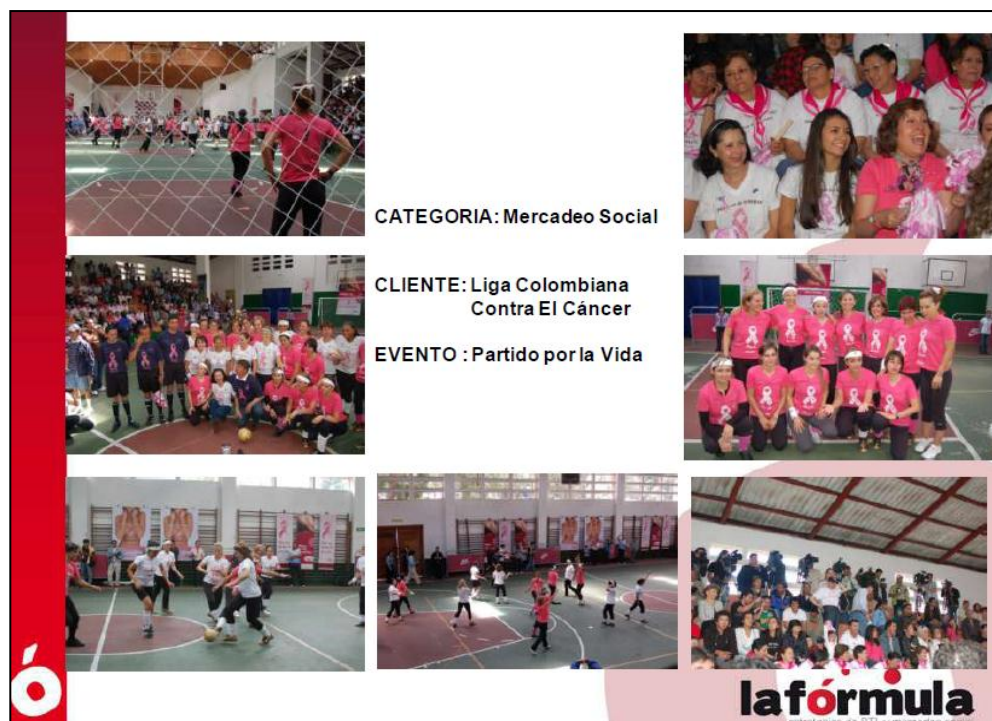 CATEGORIA: Mercadeo Social
CLIENTE: Liga Colombiana
Contra El Cáncer
EVENTO : Partido por la Vida
ó
lafórmula